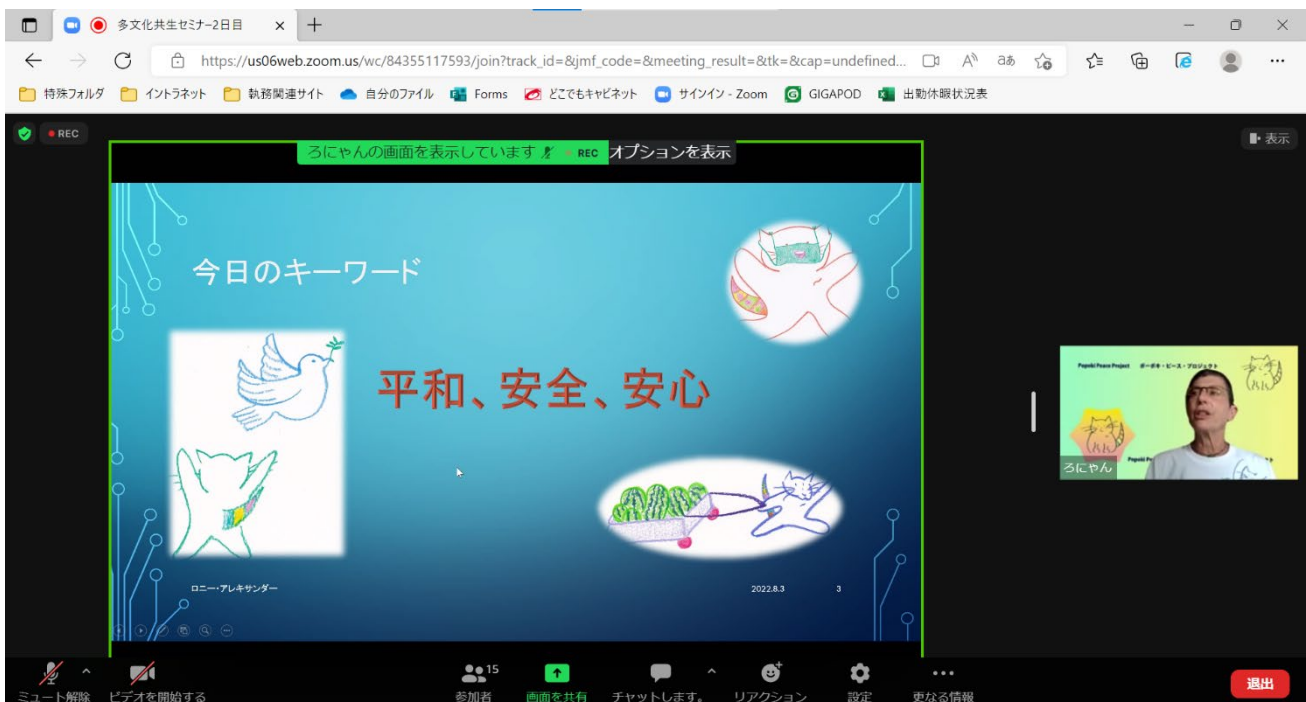 多文化共生セミナー2日目
https://us06web.zoom.us/wc/84355117593/join?track_id=&jmf_code=&meeting_result=&tk=&cap=undefined...
特殊フォルダ イントラネット 執務関連サイト 自分のファイル Forms どこでもキャビネット サインイン - Zoom GIGAPOD 出勤休暇状況表
REC
ろにゃんの画面を表示しています REC オプションを表示
表示
今日のキーワード
平和、安全、安心
ロニー・アレキサンダー
2022.8.3
3
Popoki Peace Project ポーポキ・ピース・プロジェクト
ろにゃん
ミュート解除
ビデオを開始する
15
参加者
画面を共有
チャットします。
リアクション
設定
更なる情報
退出